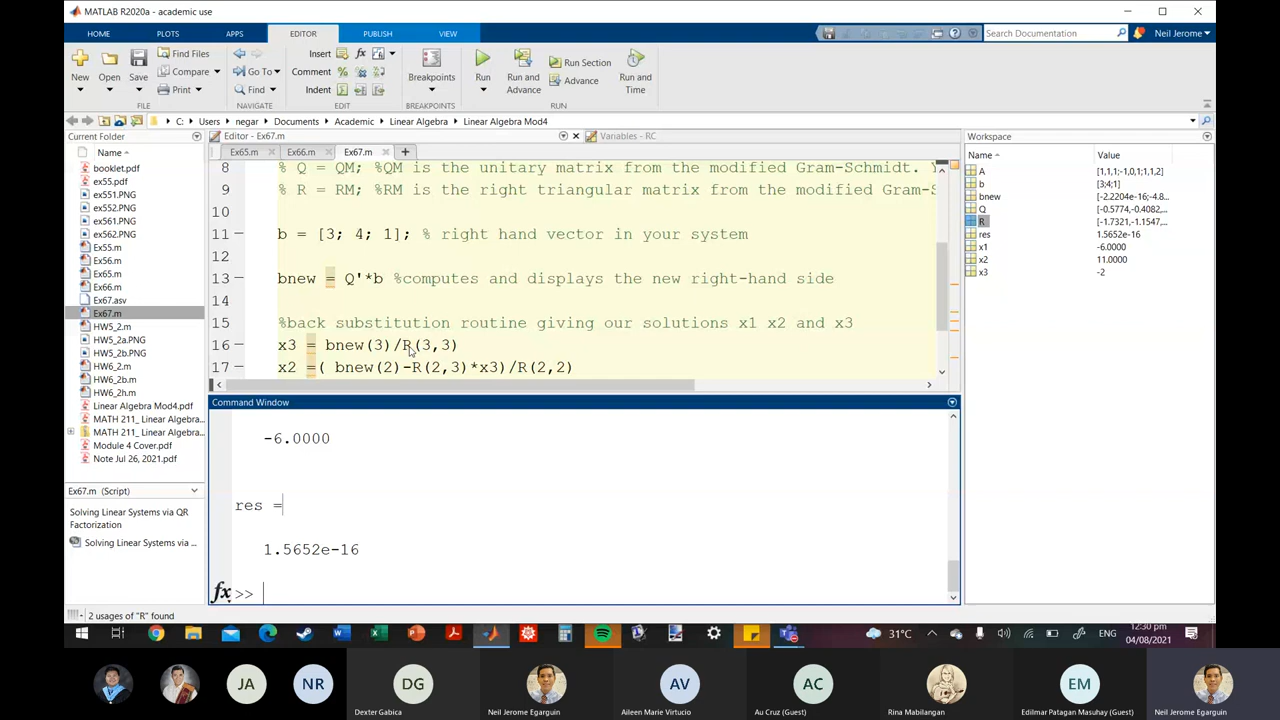 MATLAB R2020a - academic use
HOME PLOTS APPS EDITOR PUBLISH VIEW
Search Documentation
Neil Jerome
New Open Save
Find Files
Compare
Print
Go To
Find
Insert
Comment
Indent
Breakpoints
Run
Run and Advance
Run Section
Advance
Run and Time
FILE NAVIGATE EDIT BREAKPOINTS RUN
C: Users negar Documents Academic Linear Algebra Linear Algebra Mod4
Current Folder
Name
booklet.pdf
ex55.pdf
ex551.PNG
ex552.PNG
ex561.PNG
ex562.PNG
Ex55.m
Ex56.m
Ex65.m
Ex66.m
Ex67.asv
Ex67.m
HW5_2.m
HW5_2a.PNG
HW5_2b.PNG
HW6_2.m
HW6_2b.m
HW6_2h.m
Linear Algebra Mod4.pdf
MATH 211_ Linear Algebra...
MATH 211_ Linear Algebra...
Module 4 Cover.pdf
Note Jul 26, 2021.pdf
Ex67.m (Script)
Solving Linear Systems via QR
Factorization
Solving Linear Systems via ...
Editor - Ex67.m
Variables - RC
Ex65.m Ex66.m Ex67.m
8 % Q = QM; %QM is the unitary matrix from the modified Gram-Schmidt. Y
9 % R = RM; %RM is the right triangular matrix from the modified Gram-S
10
11 b = [3; 4; 1]; % right hand vector in your system
12
13 bnew = Q'*b %computes and displays the new right-hand side
14
15 %back substitution routine giving our solutions x1 x2 and x3
16 x3 = bnew(3)/R(3,3)
17 x2 =( bnew(2)-R(2,3)*x3)/R(2,2)
Command Window
-6.0000
res =
1.5652e-16
fx >>
Workspace
Name Value
A [1,1,1;-1,0,1;1,1,2]
b [3;4;1]
bnew [-2.2204e-16;-4.8...
Q [-0.5774,-0.4082,...
R [-1.7321,-1.1547,...
res 1.5652e-16
x1 -6.0000
x2 11.0000
x3 -2
2 usages of "R" found
31°C
ENG
12:30 pm
04/08/2021
JA NR DG AV AC EM
Dexter Gabica
Neil Jerome Egarguin
Aileen Marie Virtucio
Au Cruz (Guest)
Rina Mabilangan
Edilmar Patagan Masuhay (Guest)
Neil Jerome Egarguin